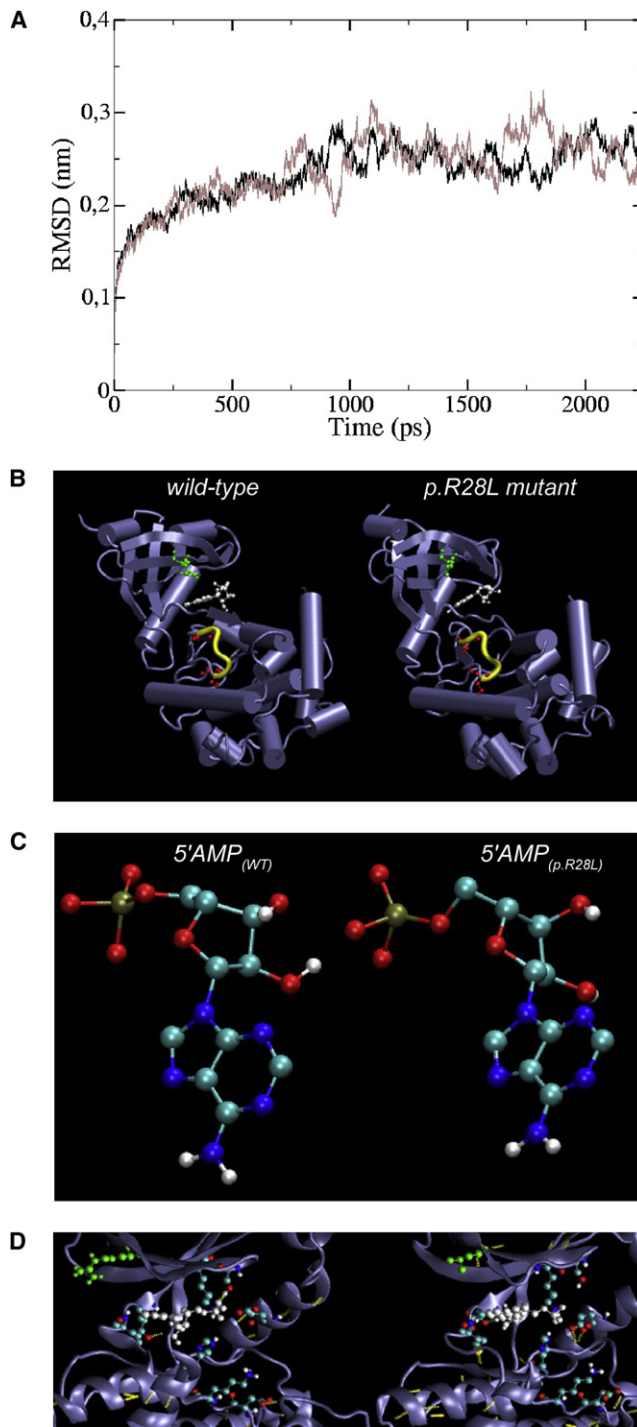 A
0,4
0,3
0,2
0,1
0
RMSD (nm)
0 500 1000 1500 2000
Time (ps)
B
wild-type p.R28L mutant
C
5'AMP(WT) 5'AMP(p.R28L)
D